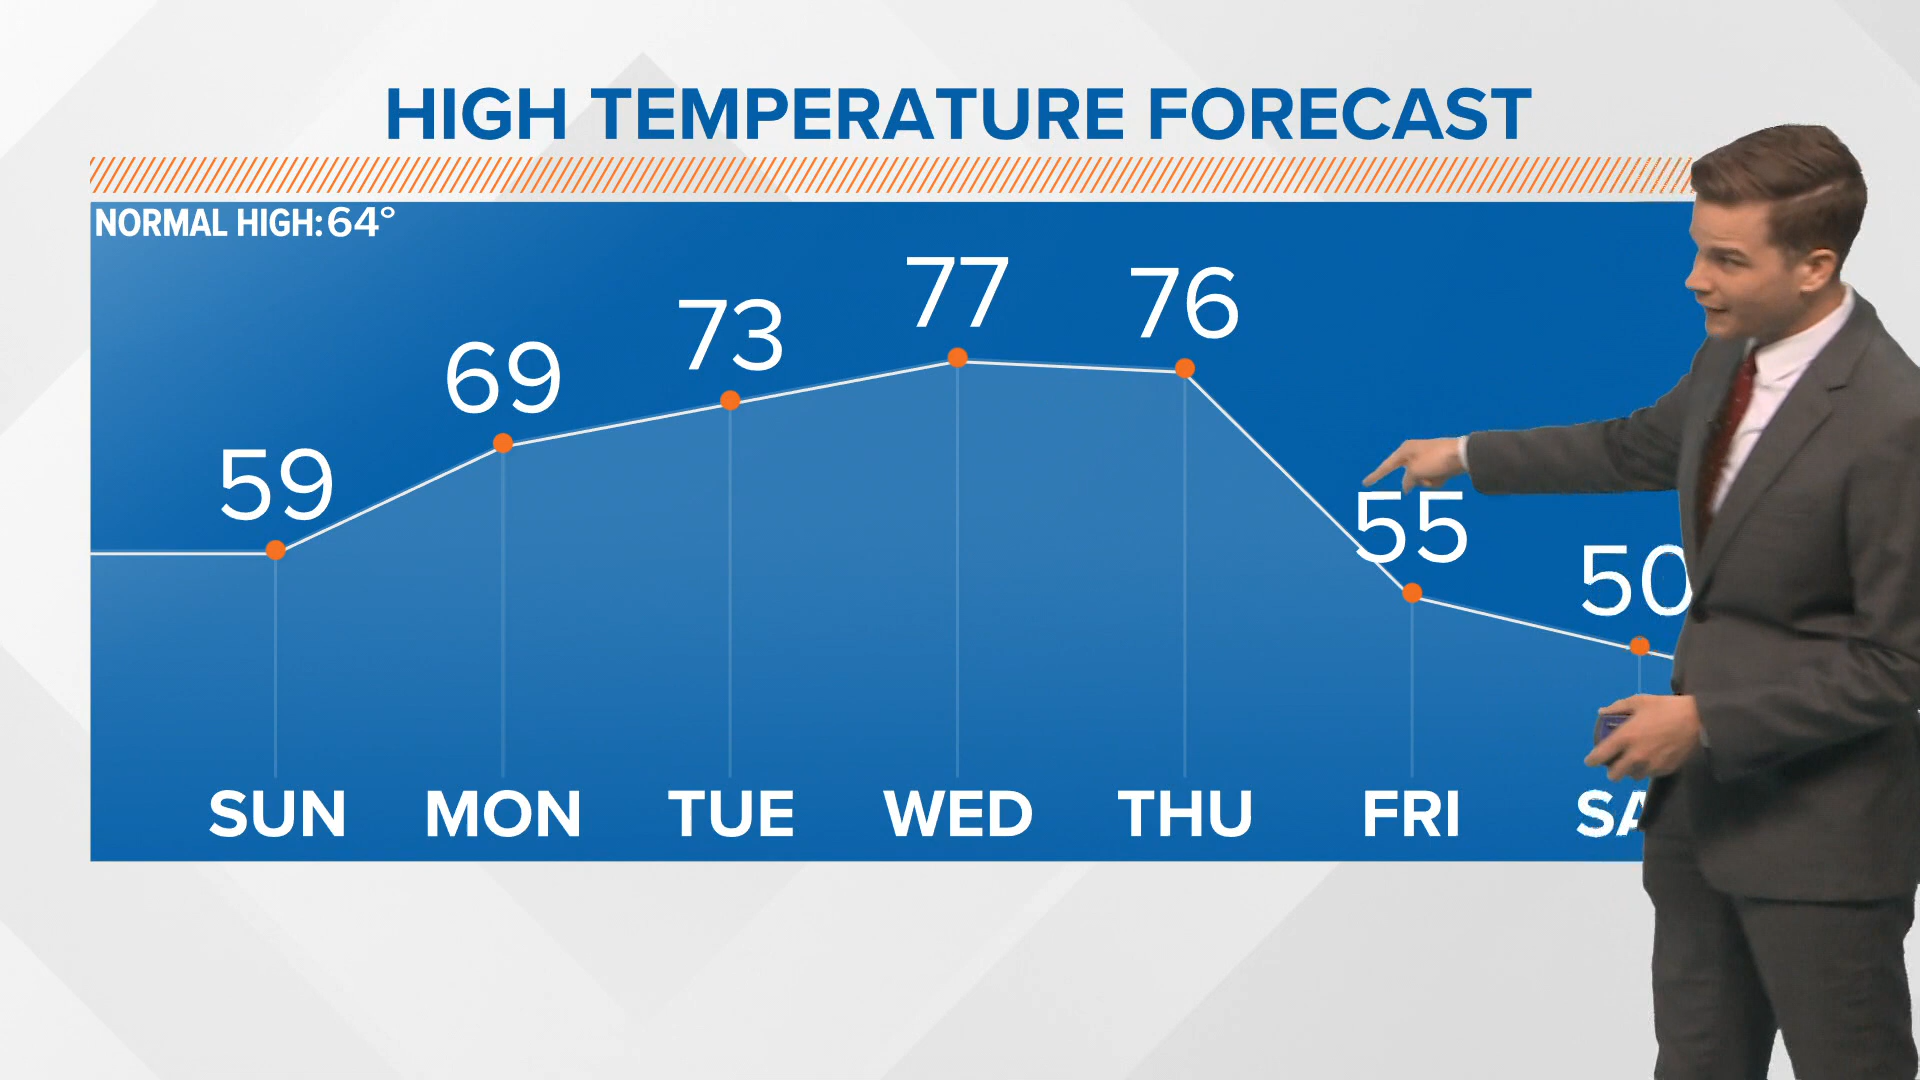 HIGH TEMPERATURE FORECAST
NORMAL HIGH: 64°
59 69 73 77 76 55 50
SUN MON TUE WED THU FRI